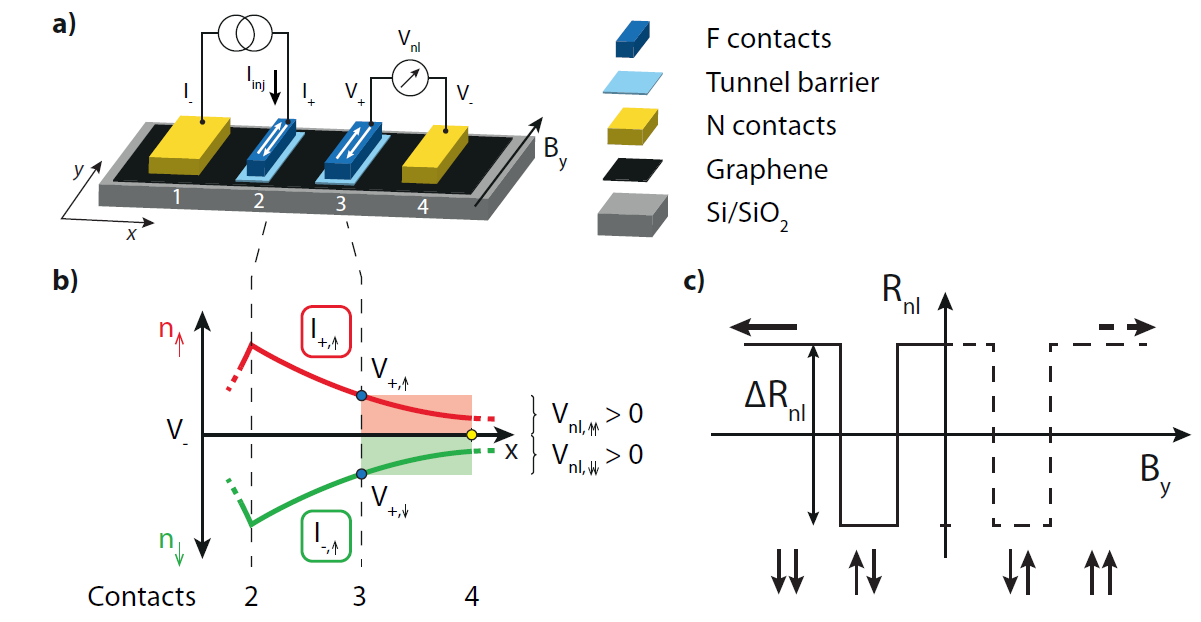 a)
V_nl
I_inj
I_-
I_+
V_+
V_-
B_y
y
x
1
2
3
4
F contacts
Tunnel barrier
N contacts
Graphene
Si/SiO₂
b)
n_↑
I_+,↑
V_+,↑
V_-
V_nl,⇈ > 0
x
V_nl,⇊ > 0
V_+,↓
n_↓
I_-,↑
Contacts 2 3 4
c)
R_nl
ΔR_nl
B_y